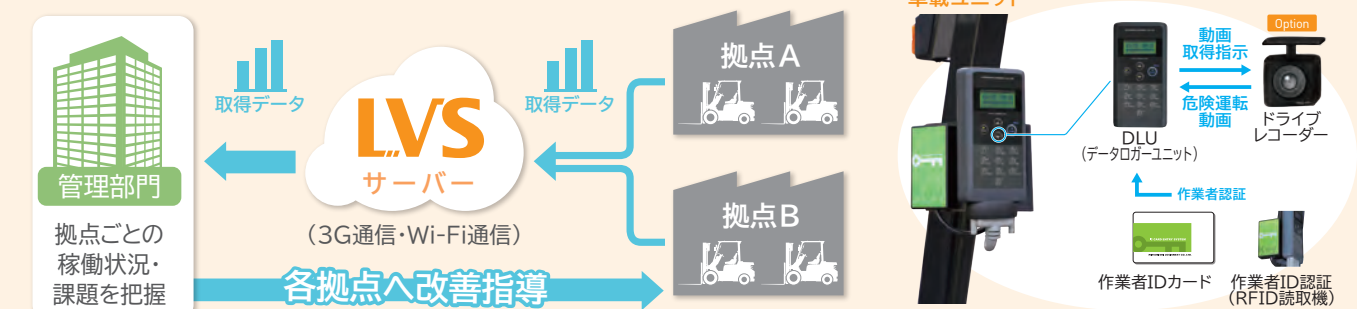 取得データ
LVS
サーバー
(3G通信・Wi-Fi通信)
取得データ
拠点A
拠点B
管理部門
拠点ごとの
稼働状況・
課題を把握
各拠点へ改善指導
車載ユニット
DLU
(データロガーユニット)
動画
取得指示
危険運転
動画
Option
ドライブ
レコーダー
作業者認証
作業者IDカード
作業者ID認証
(RFID読取機)